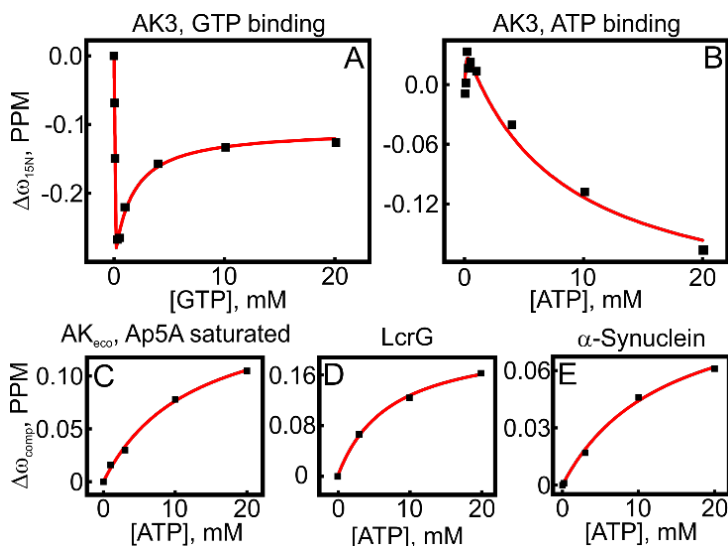 AK3, GTP binding
A
0.0
-0.1
-0.2
Δω15N, PPM
0
10
20
[GTP], mM
AK3, ATP binding
B
0.0
-0.06
-0.12
0
10
20
[ATP], mM
AKeco, Ap5A saturated
C
0.10
0.05
0
Δωcomp, PPM
0
10
20
[ATP], mM
LcrG
D
0.16
0.08
0
0
10
20
[ATP], mM
α-Synuclein
E
0.06
0.03
0
0
10
20
[ATP], mM